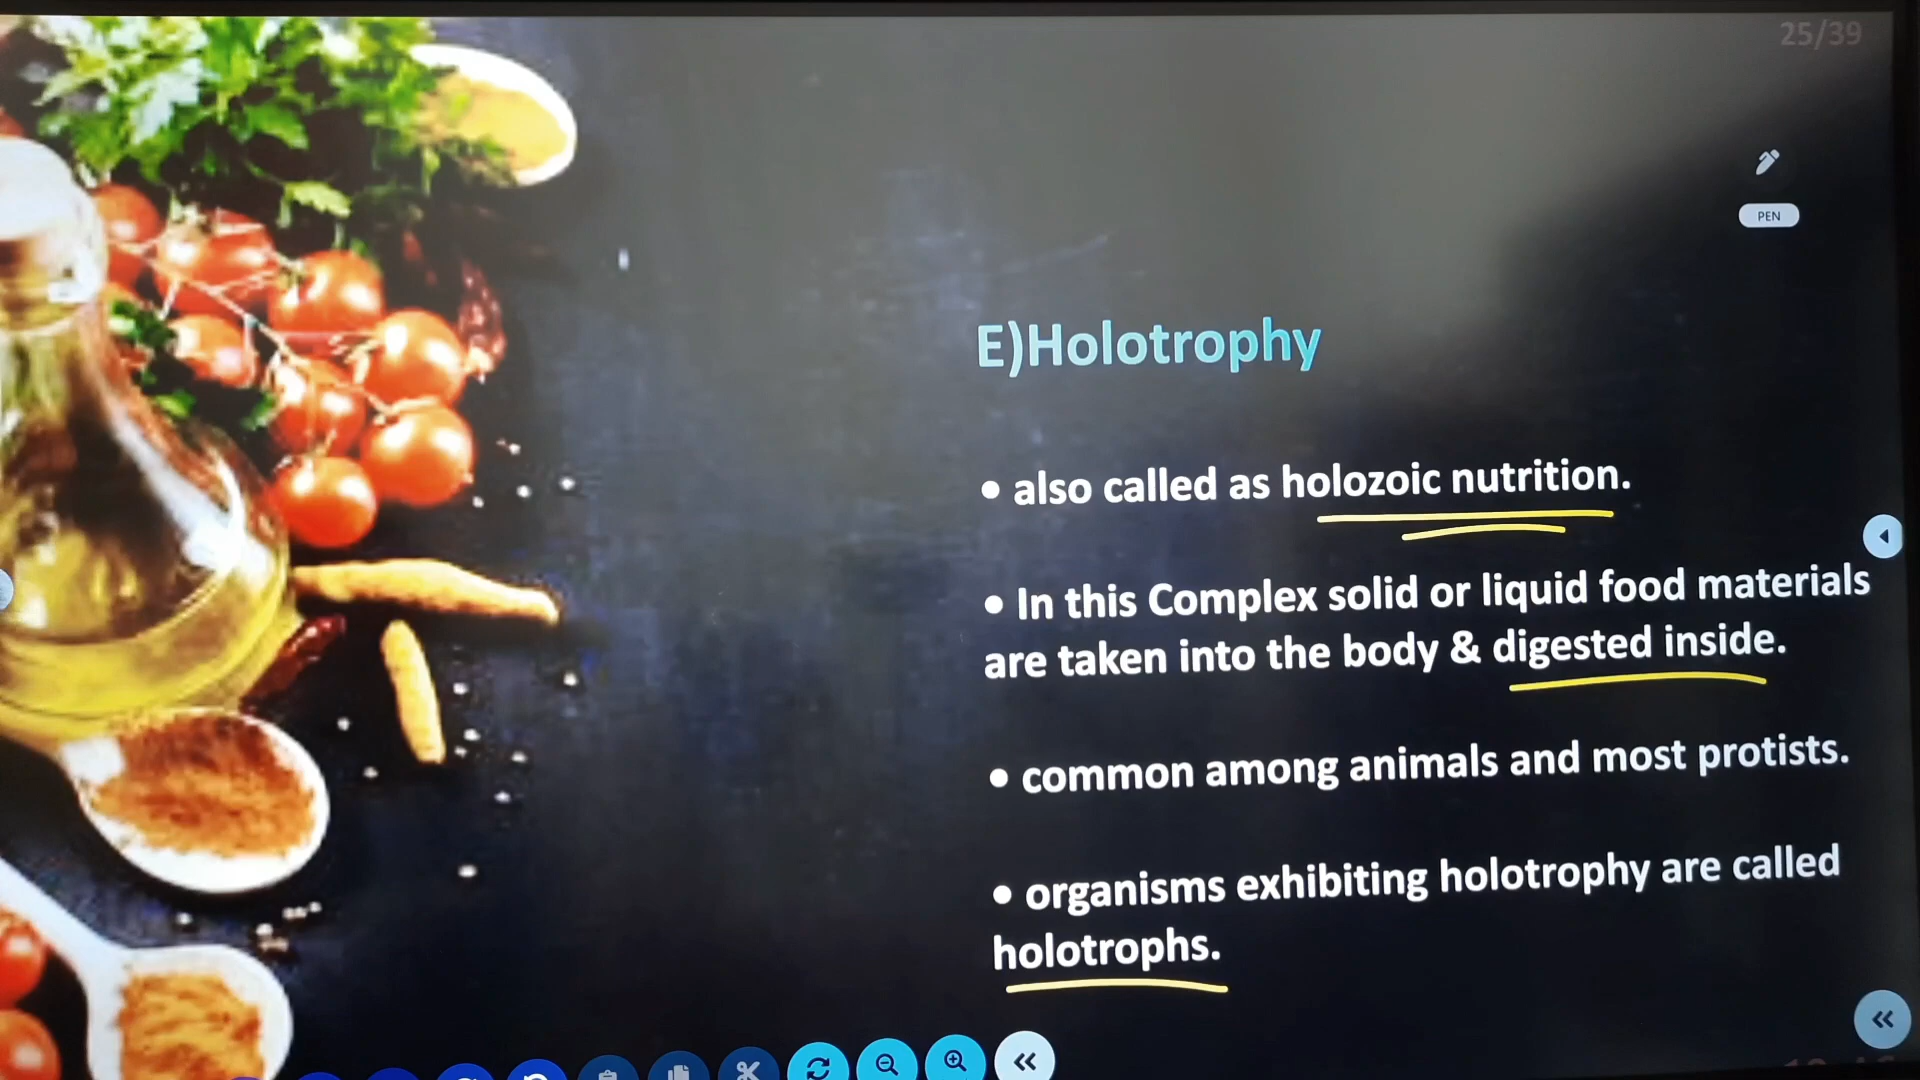 25/39
PEN
E)Holotrophy
• also called as holozoic nutrition.
• In this Complex solid or liquid food materials
are taken into the body & digested inside.
• common among animals and most protists.
• organisms exhibiting holotrophy are called
holotrophs.